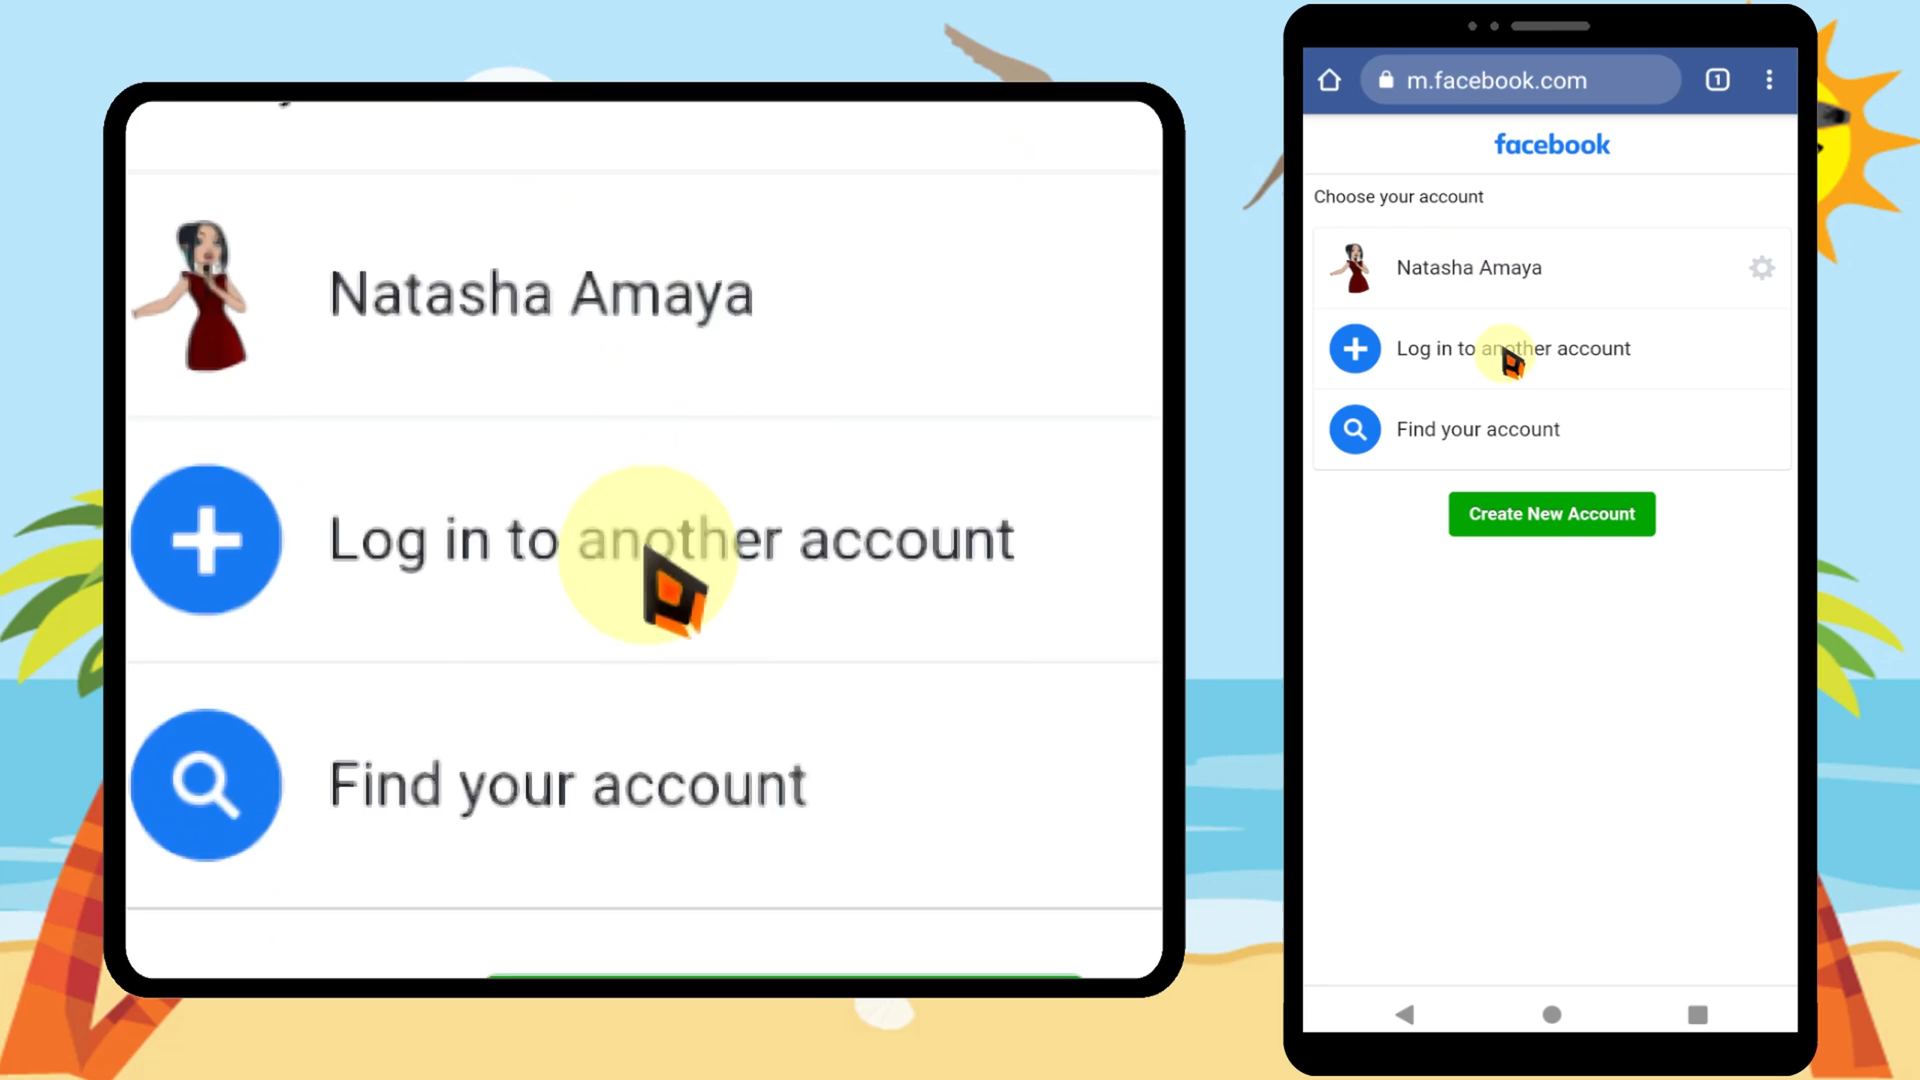 Natasha Amaya
Log in to another account
Find your account
1
m.facebook.com
facebook
Choose your account
Natasha Amaya
Log in to another account
Find your account
Create New Account